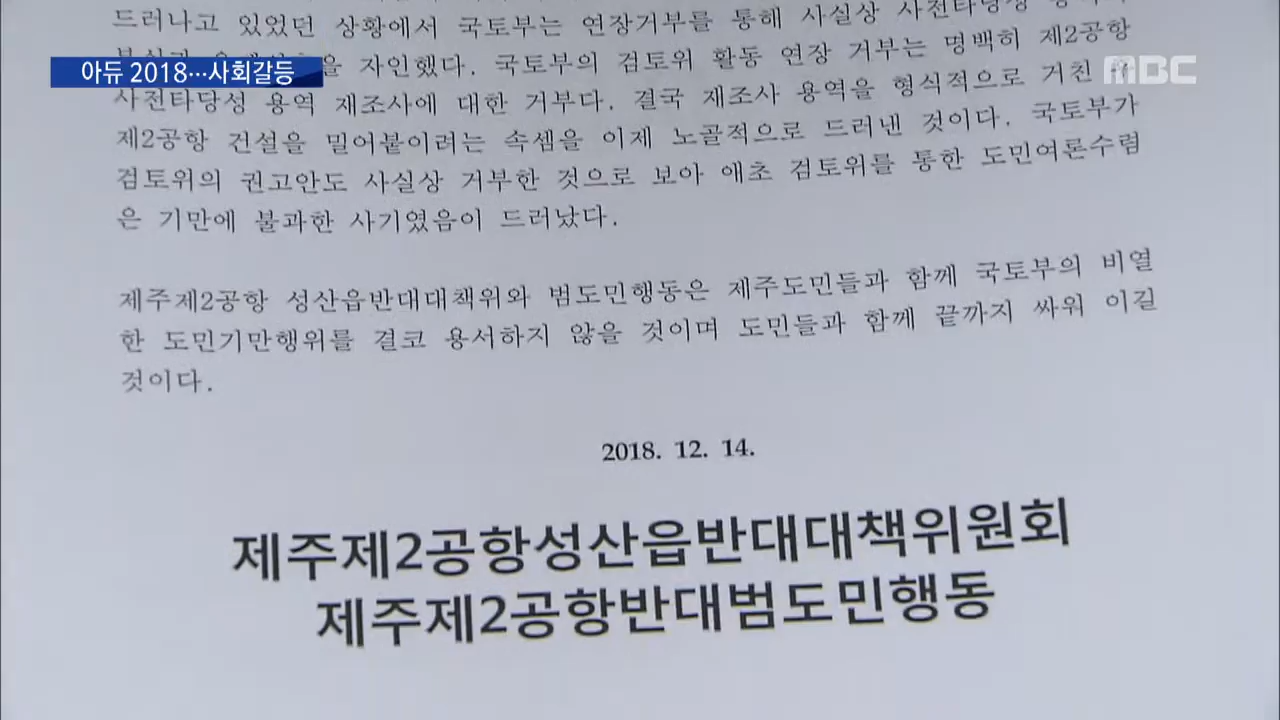 드러나고 있었던 상황에서 국토부는 연장거부를 통해 사실상 사전타당성
아듀 2018…사회갈등
MBC
을 자인했다. 국토부의 검토위 활동 연장 거부는 명백히 제2공항
사전타당성 용역 재조사에 대한 거부다. 결국 재조사 용역을 형식적으로 거친 뒤
제2공항 건설을 밀어붙이려는 속셉을 이제 노골적으로 드러낸 것이다. 국토부가
검토위의 권고안도 사실상 거부한 것으로 보아 애초 검토위를 통한 도민여론수렴
은 기만에 불과한 사기였음이 드러났다.
제주제2공항 성산읍반대대책위와 범도민행동은 제주도민들과 함께 국토부의 비열
한 도민기만행위를 결코 용서하지 않을 것이며 도민들과 함께 끝까지 싸워 이길
것이다.
2018. 12. 14.
제주제2공항성산읍반대대책위원회
제주제2공항반대범도민행동